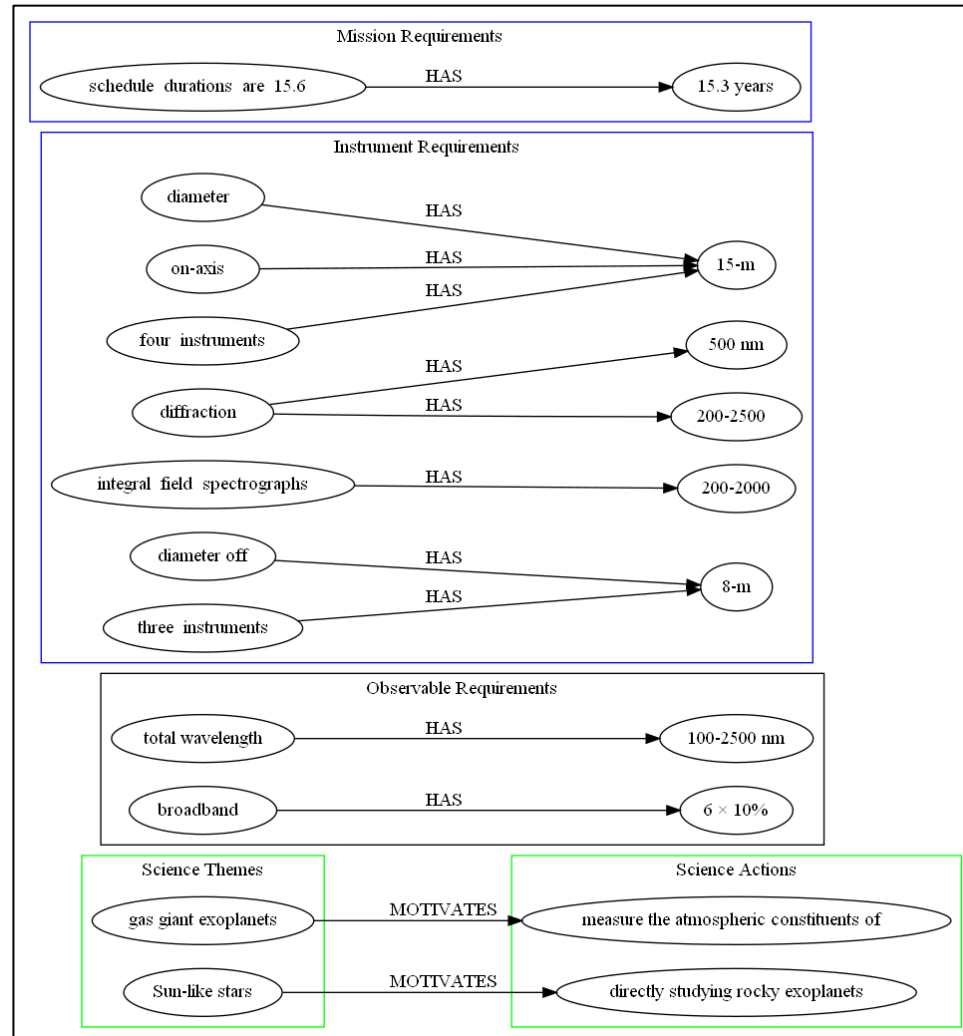 Mission Requirements
schedule durations are 15.6 HAS 15.3 years
Instrument Requirements
diameter HAS
on-axis HAS 15-m
HAS
four instruments
500 nm
HAS
diffraction HAS 200-2500
integral field spectrographs HAS 200-2000
diameter off HAS
8-m
HAS
three instruments
Observable Requirements
total wavelength HAS 100-2500 nm
broadband HAS 6 × 10%
Science Themes Science Actions
gas giant exoplanets MOTIVATES measure the atmospheric constituents of
Sun-like stars MOTIVATES directly studying rocky exoplanets